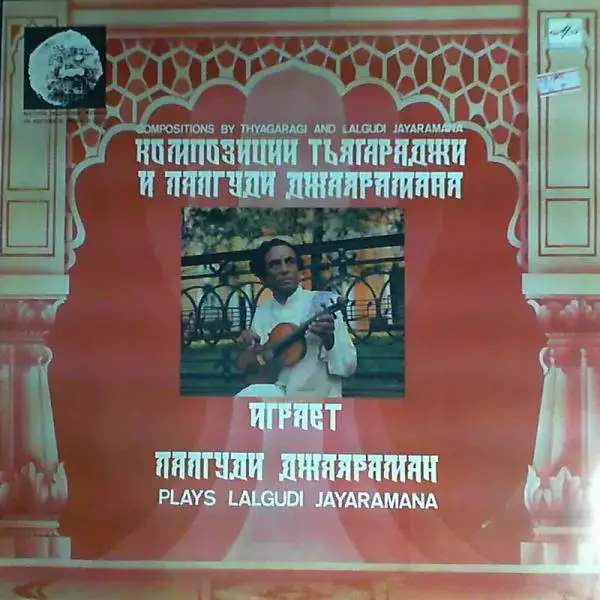 COMPOSITIONS BY THYAGARAGI AND LALGUDI JAYARAMANA
КОМПОЗИЦИИ ТЬЯГАРАДЖИ
И ЛАЛГУДИ ДЖАЯРАМАНА
ИГРАЕТ
ЛАЛГУДИ ДЖАЯРАМАН
PLAYS LALGUDI JAYARAMANA